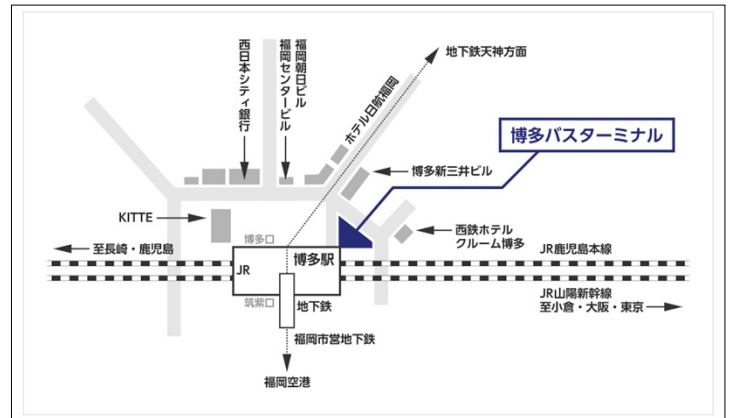 西日本シティ銀行
福岡センタービル
福岡朝日ビル
ホテル日航福岡
地下鉄天神方面
博多バスターミナル
博多新三井ビル
KITTE
西鉄ホテル
クルーム博多
博多口
至長崎・鹿児島
博多駅
JR
JR鹿児島本線
筑紫口
地下鉄
JR山陽新幹線
至小倉・大阪・東京
福岡市営地下鉄
福岡空港